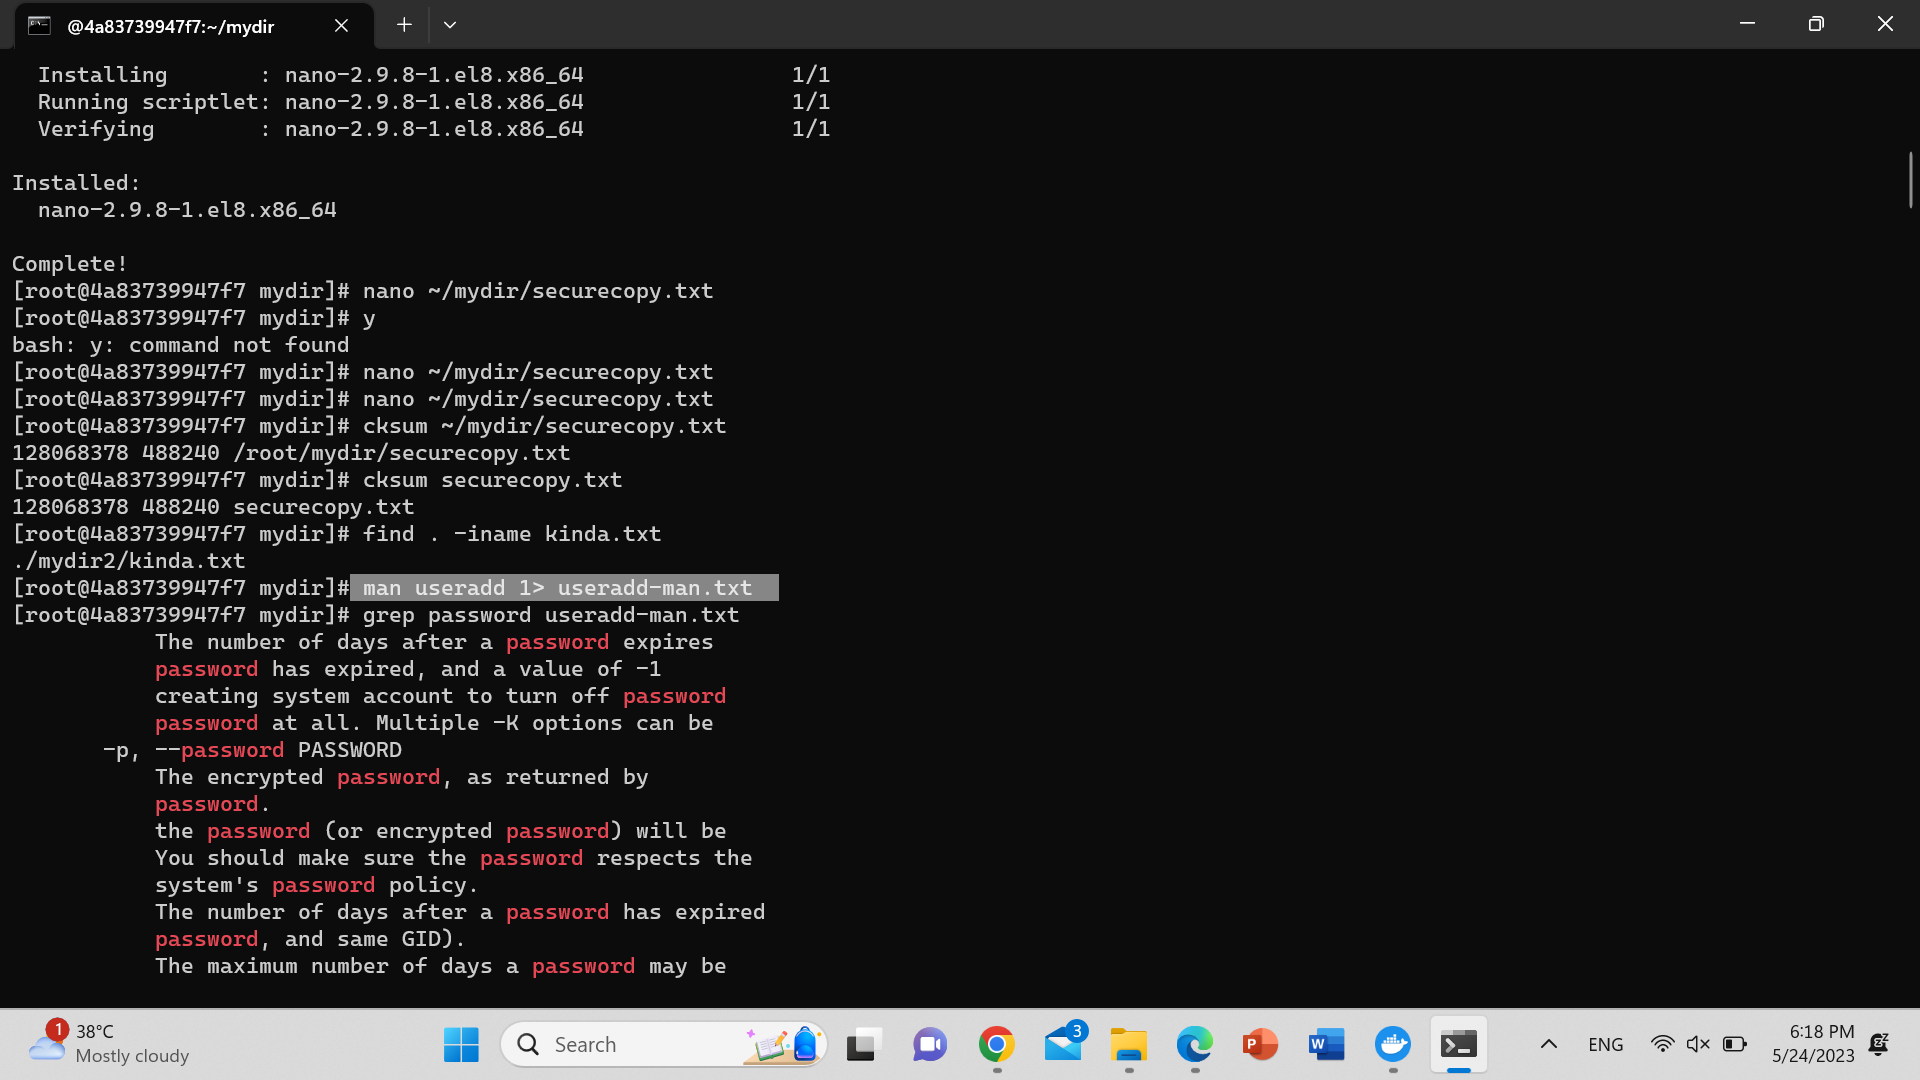 @4a83739947f7:~/mydir
Installing : nano-2.9.8-1.el8.x86_64 1/1
Running scriptlet: nano-2.9.8-1.el8.x86_64 1/1
Verifying : nano-2.9.8-1.el8.x86_64 1/1
Installed:
nano-2.9.8-1.el8.x86_64
Complete!
[root@4a83739947f7 mydir]# nano ~/mydir/securecopy.txt
[root@4a83739947f7 mydir]# y
bash: y: command not found
[root@4a83739947f7 mydir]# nano ~/mydir/securecopy.txt
[root@4a83739947f7 mydir]# nano ~/mydir/securecopy.txt
[root@4a83739947f7 mydir]# cksum ~/mydir/securecopy.txt
128068378 488240 /root/mydir/securecopy.txt
[root@4a83739947f7 mydir]# cksum securecopy.txt
128068378 488240 securecopy.txt
[root@4a83739947f7 mydir]# find . -iname kinda.txt
./mydir2/kinda.txt
[root@4a83739947f7 mydir]# man useradd 1> useradd-man.txt
[root@4a83739947f7 mydir]# grep password useradd-man.txt
The number of days after a password expires
password has expired, and a value of -1
creating system account to turn off password
password at all. Multiple -K options can be
-p, --password PASSWORD
The encrypted password, as returned by
password.
the password (or encrypted password) will be
You should make sure the password respects the
system's password policy.
The number of days after a password has expired
password, and same GID).
The maximum number of days a password may be
1
38°C
Mostly cloudy
Search
3
P
W
ENG
6:18 PM
5/24/2023